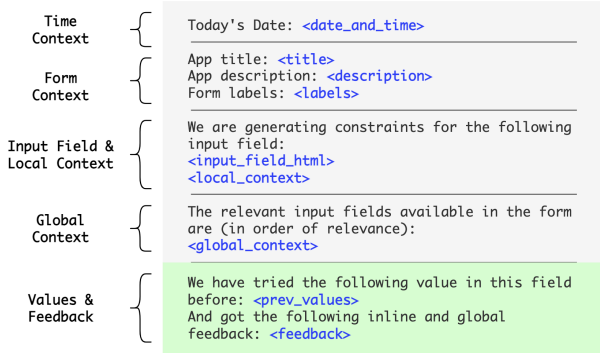 Time
Context
Today's Date: <date_and_time>
Form
Context
App title: <title>
App description: <description>
Form labels: <labels>
Input Field &
Local Context
We are generating constraints for the following
input field:
<input_field_html>
<local_context>
Global
Context
The relevant input fields available in the form
are (in order of relevance):
<global_context>
Values &
Feedback
We have tried the following value in this field
before: <prev_values>
And got the following inline and global
feedback: <feedback>